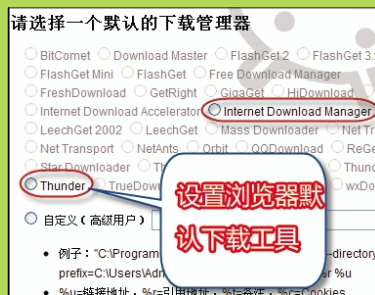 请选择一个默认的下载管理器
BitComet Download Master FlashGet 2 FlashGet 3.
FlashGet Mini FlashGet Free Download Manager
FreshDownload GetRight GigaGet HiDownload
Internet Download Accelerator Internet Download Manager
LeechGet 2002 LeechGet Mass Downloader Net Tr
Net Transport NetAnts Orbit QQDownload ReGe
Star Downloader Th Thund
Thunder TrueDown wxDo
设置浏览器默
认下载工具
自定义(高级用户)
例子:"C:\Program -directory
prefix=C:\Users\Adm r %u
%u=链接地址,%r=引用地址,%t=备注,%c=Cookies